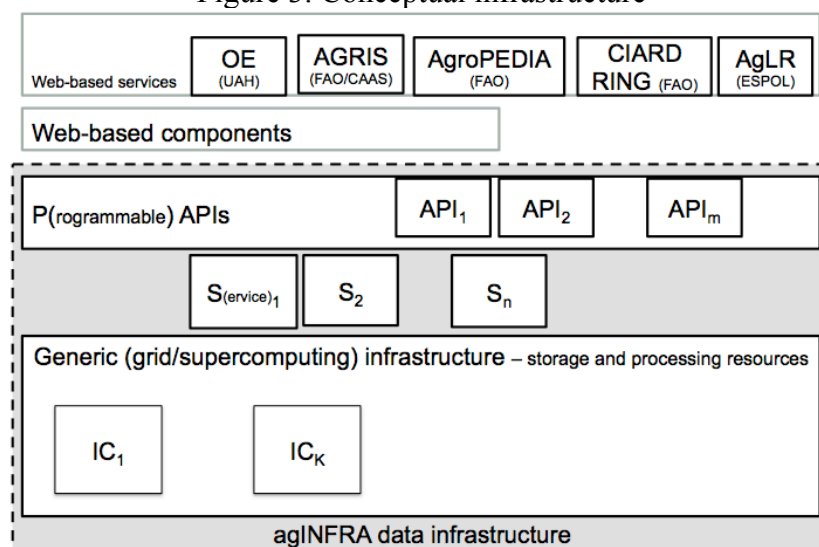 Figure 3. Conceptual infrastructure
Web-based services
OE
(UAH)
AGRIS
(FAO/CAAS)
AgroPEDIA
(FAO)
CIARD
RING (FAO)
AgLR
(ESPOL)
Web-based components
P(rogrammable) APIs
API1
API2
APIm
S(ervice)1
S2
Sn
Generic (grid/supercomputing) infrastructure – storage and processing resources
IC1
ICK
agINFRA data infrastructure